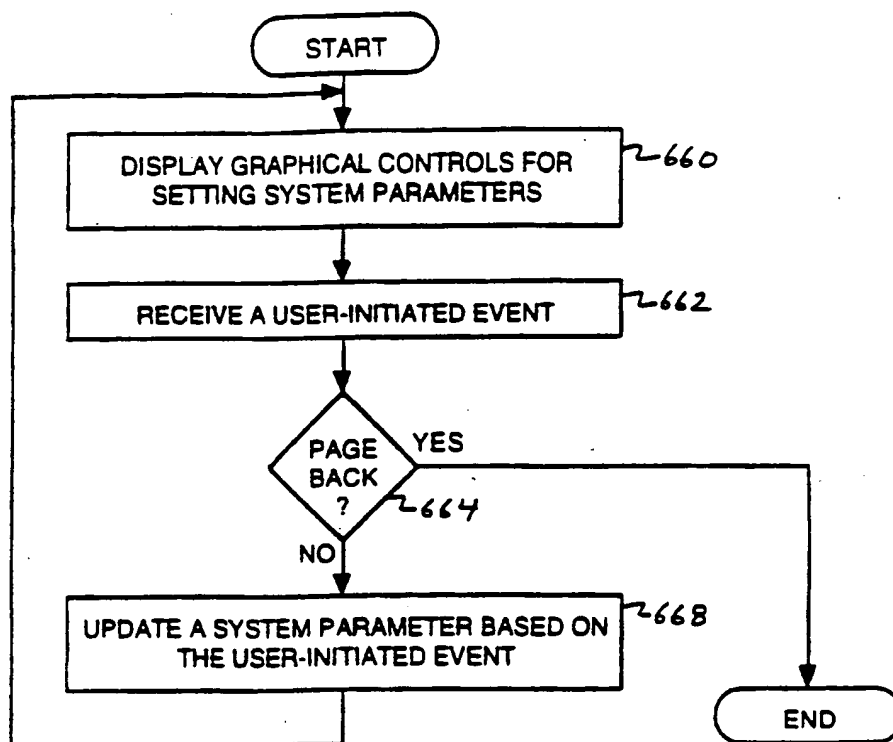 START
DISPLAY GRAPHICAL CONTROLS FOR
SETTING SYSTEM PARAMETERS
660
RECEIVE A USER-INITIATED EVENT
662
PAGE
BACK
?
YES
664
NO
UPDATE A SYSTEM PARAMETER BASED ON
THE USER-INITIATED EVENT
668
END